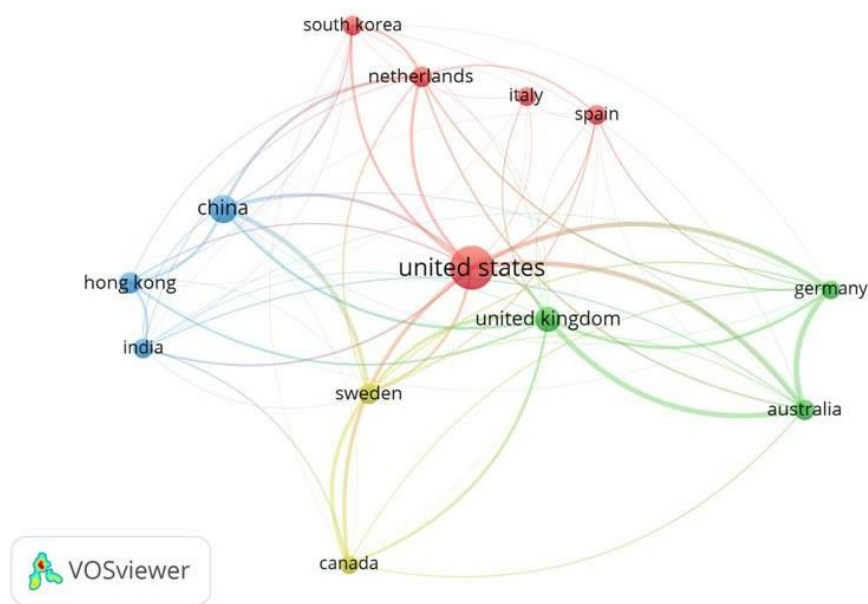 south korea
netherlands
italy
spain
china
united states
hong kong
germany
united kingdom
india
sweden
australia
canada
VOSviewer